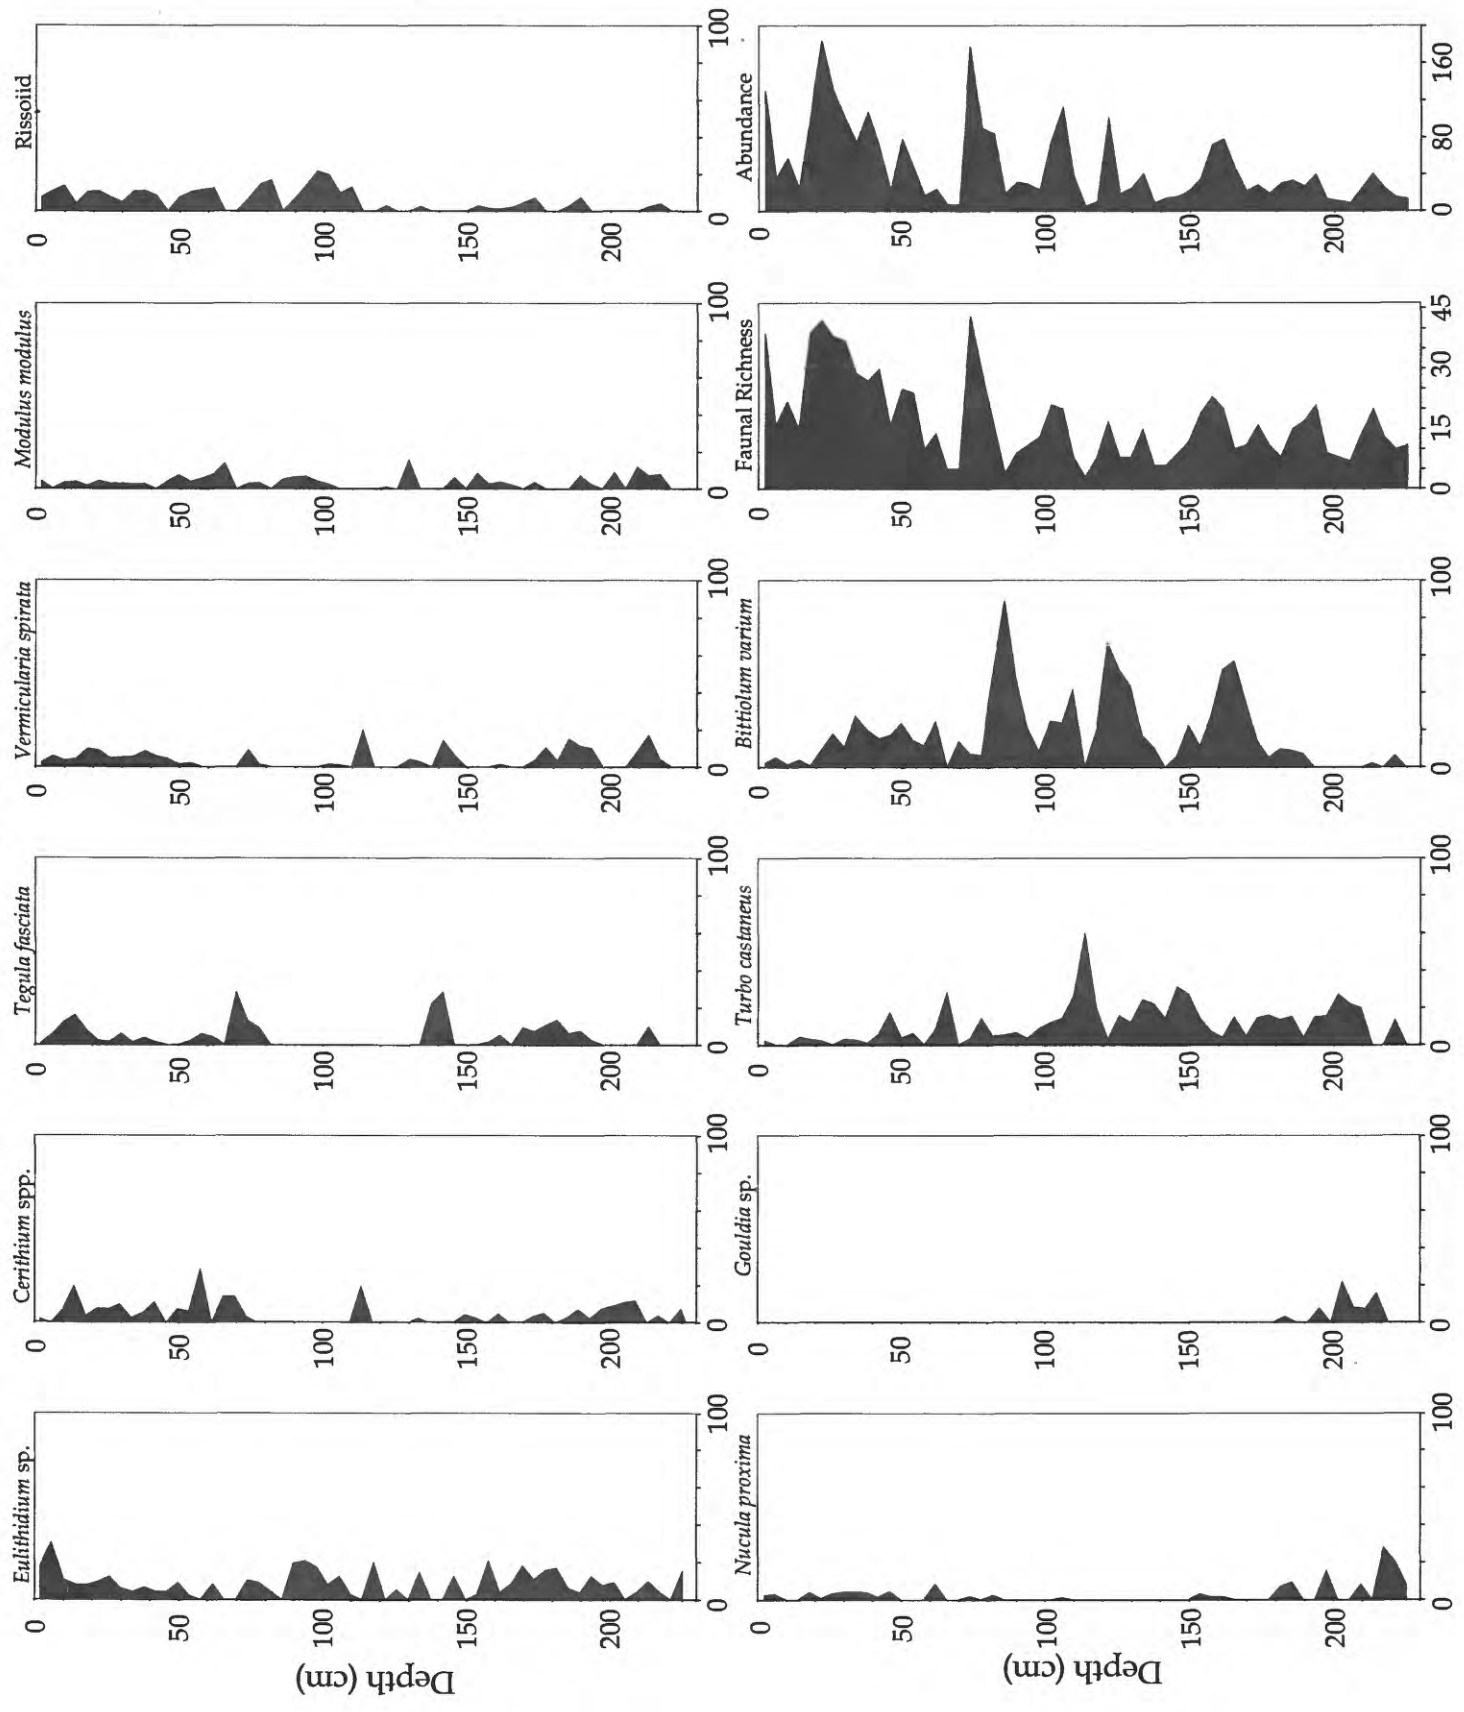 Eulithidium sp.
Cerithium spp.
Tegula fasciata
Vermicularia spirata
Modulus modulus
Rissoiid
0 0 0 0 0 0
50 50 50 50 50 50
100 100 100 100 100 100
150 150 150 150 150 150
200 200 200 200 200 200
Depth (cm)
0 100 0 100 0 100 0 100 0 100 0 100
Nucula proxima
Gouldia sp.
Turbo castaneus
Bittiolum varium
Faunal Richness
Abundance
0 0 0 0 0 0
50 50 50 50 50 50
100 100 100 100 100 100
150 150 150 150 150 150
200 200 200 200 200 200
Depth (cm)
0 100 0 100 0 100 0 100 0 15 30 45 0 80 160